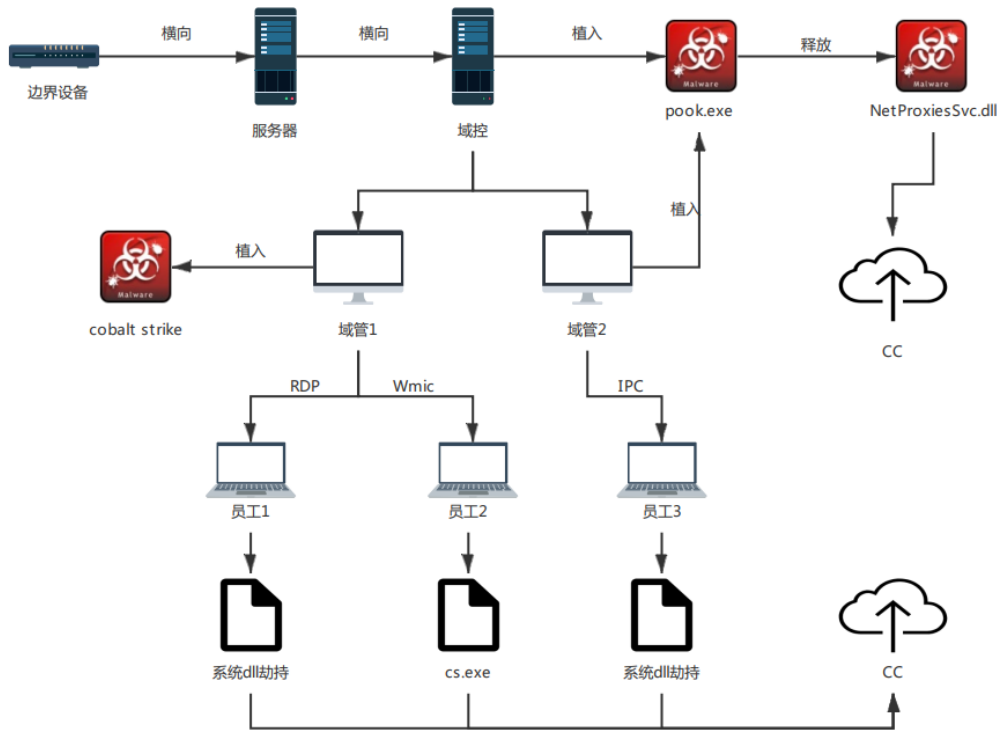 横向
横向
植入
释放
边界设备
服务器
域控
Malware
pook.exe
Malware
NetProxiesSvc.dll
植入
植入
Malware
cobalt strike
域管1
域管2
CC
RDP
Wmic
IPC
员工1
员工2
员工3
系统dll劫持
cs.exe
系统dll劫持
CC